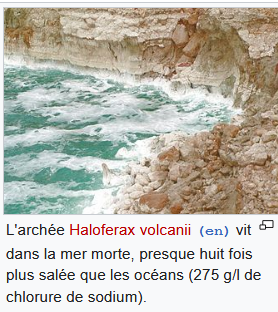 L'archée Haloferax volcanii (en) vit
dans la mer morte, presque huit fois
plus salée que les océans (275 g/l de
chlorure de sodium).